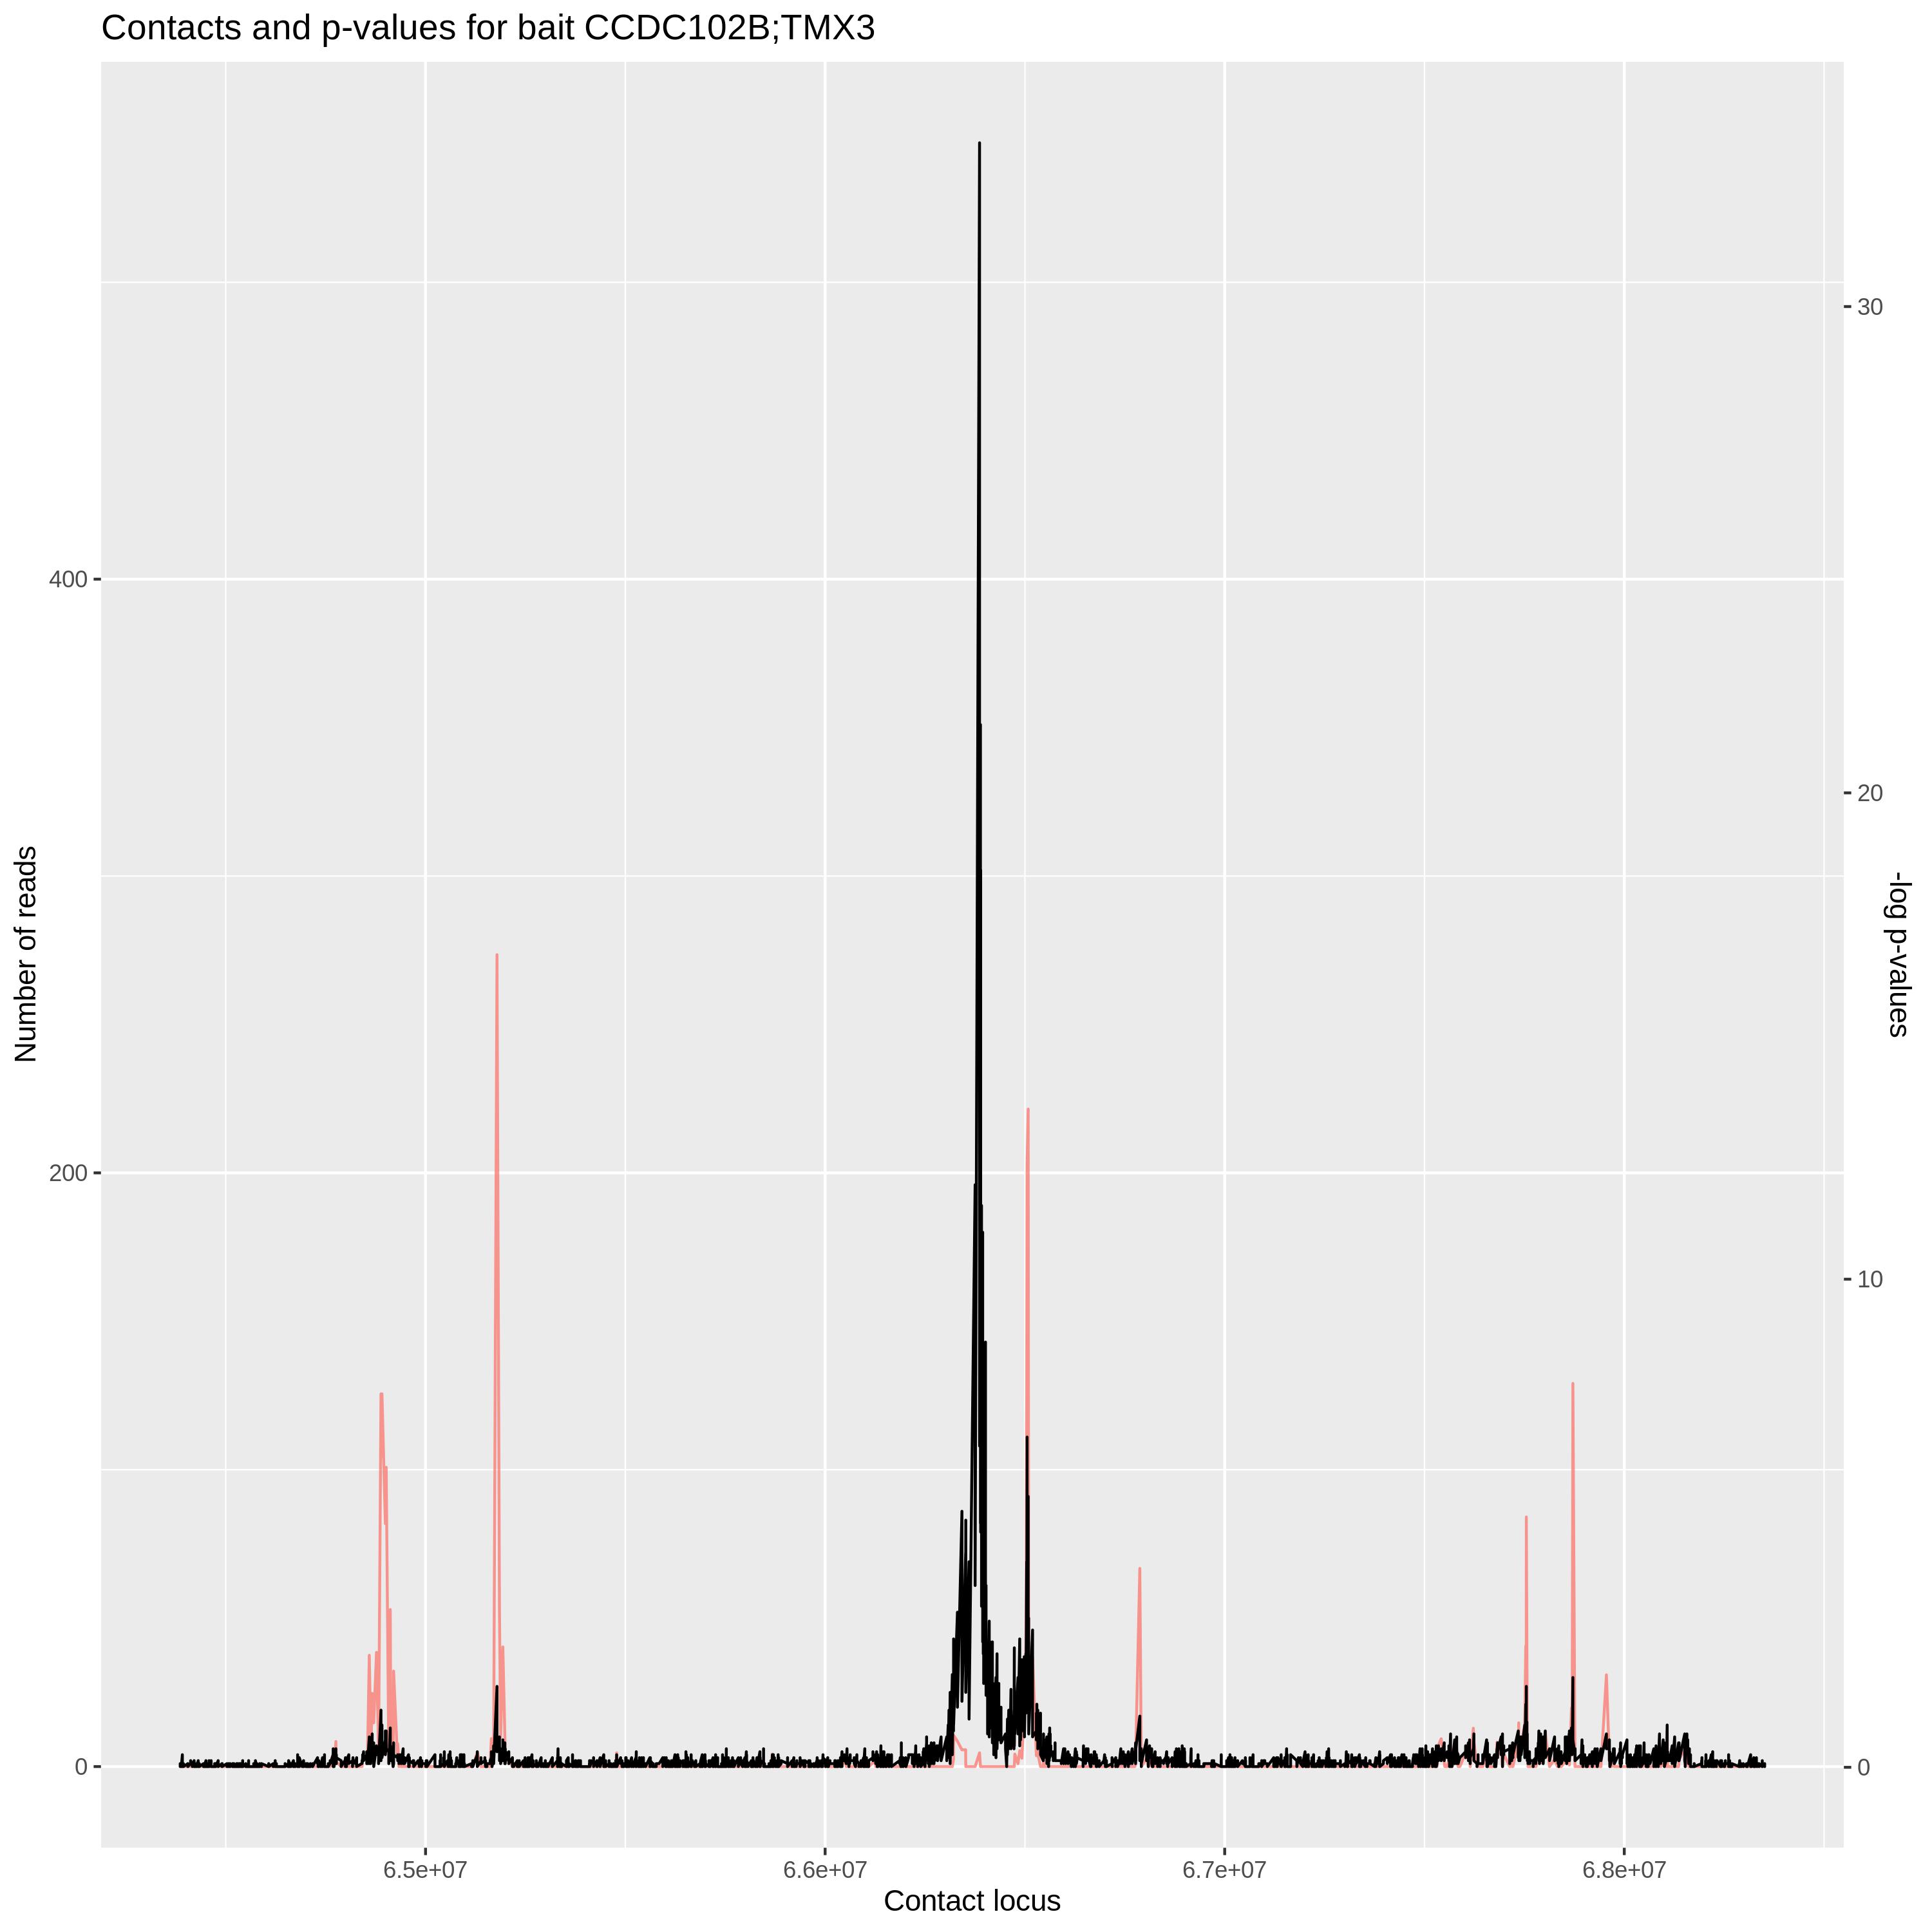 Contacts and p-values for bait CCDC102B;TMX3
30
400
20
Number of reads
-log p-values
200
10
0
0
6.5e+07
6.6e+07
6.7e+07
6.8e+07
Contact locus